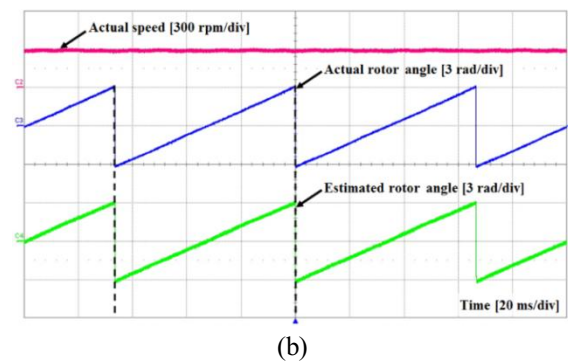 Actual speed [300 rpm/div]
C2
Actual rotor angle [3 rad/div]
C3
Estimated rotor angle [3 rad/div]
C4
Time [20 ms/div]
(b)